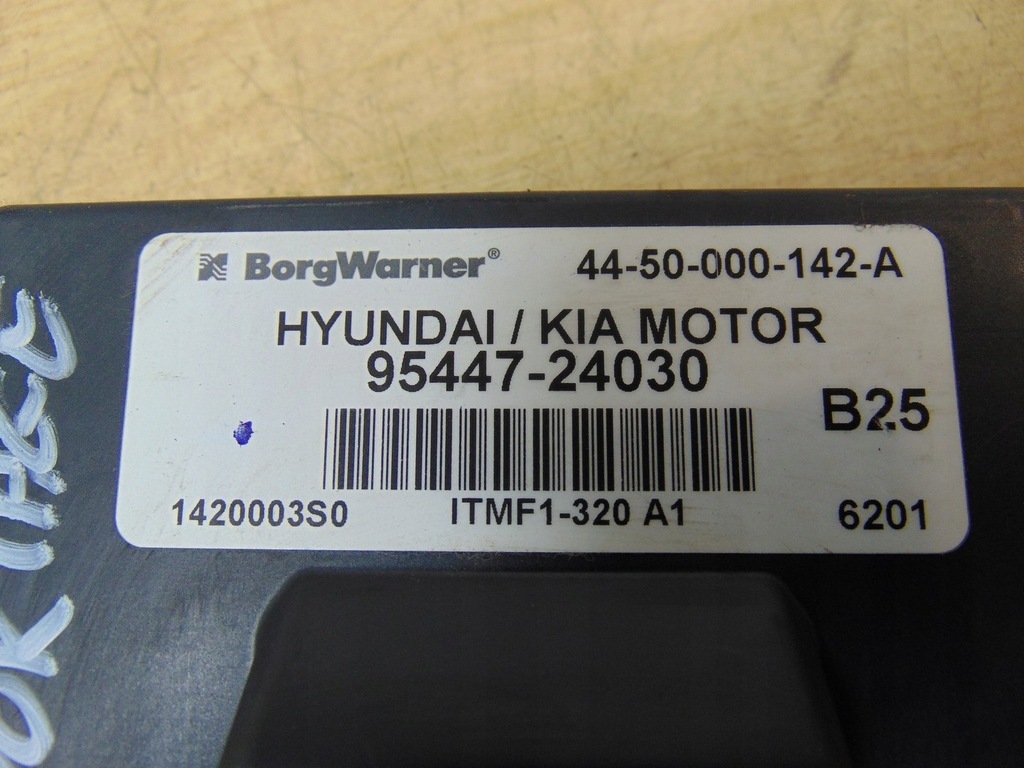 BorgWarner® 44-50-000-142-A
HYUNDAI / KIA MOTOR
95447-24030
B25
1420003S0 ITMF1-320 A1 6201